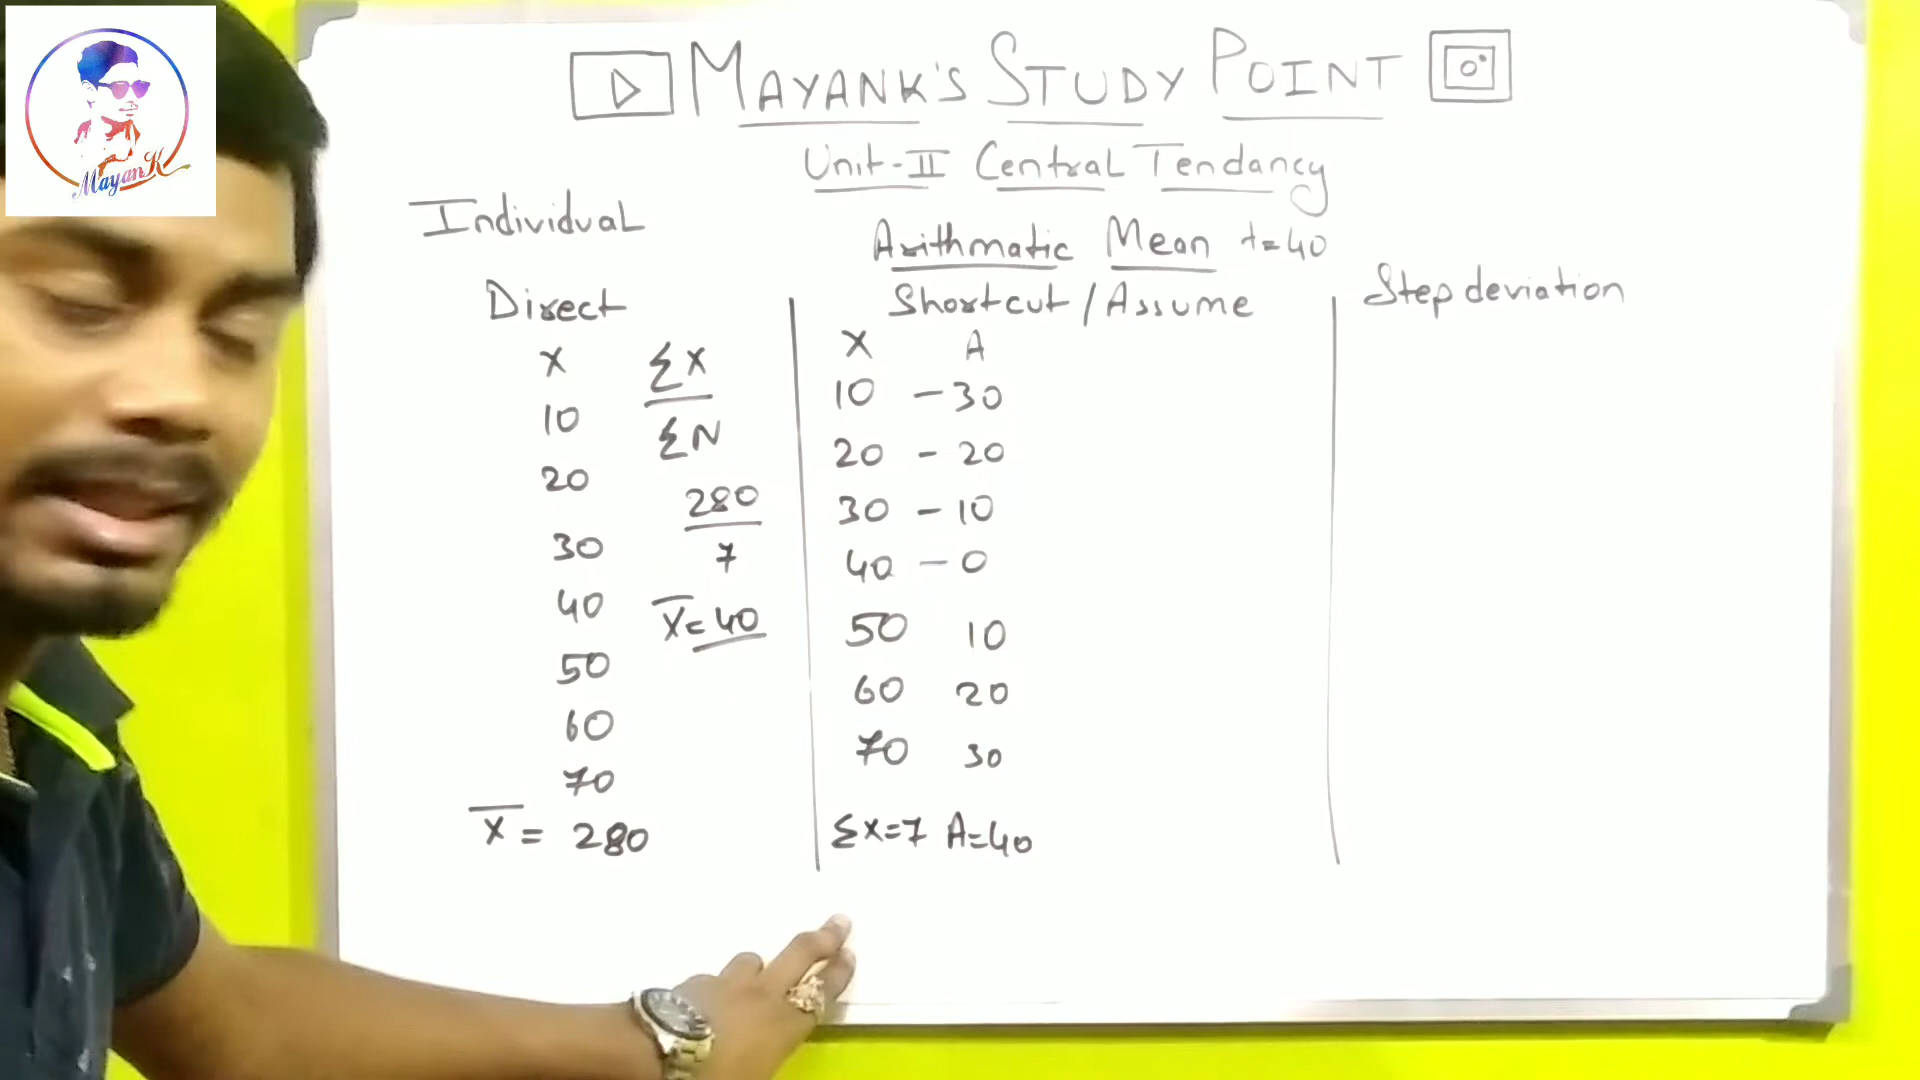 MayanK
MAYANK'S STUDY POINT
Unit-II Central Tendancy
Individual
Arithmatic Mean t=40
Direct
X ΣX
10 ΣN
20
280
30 7
40 X̄=40
50
60
70
X̄ = 280
Shortcut/Assume
X A
10 -30
20 -20
30 -10
40 -0
50 10
60 20
70 30
ΣX=7 A=40
Step deviation